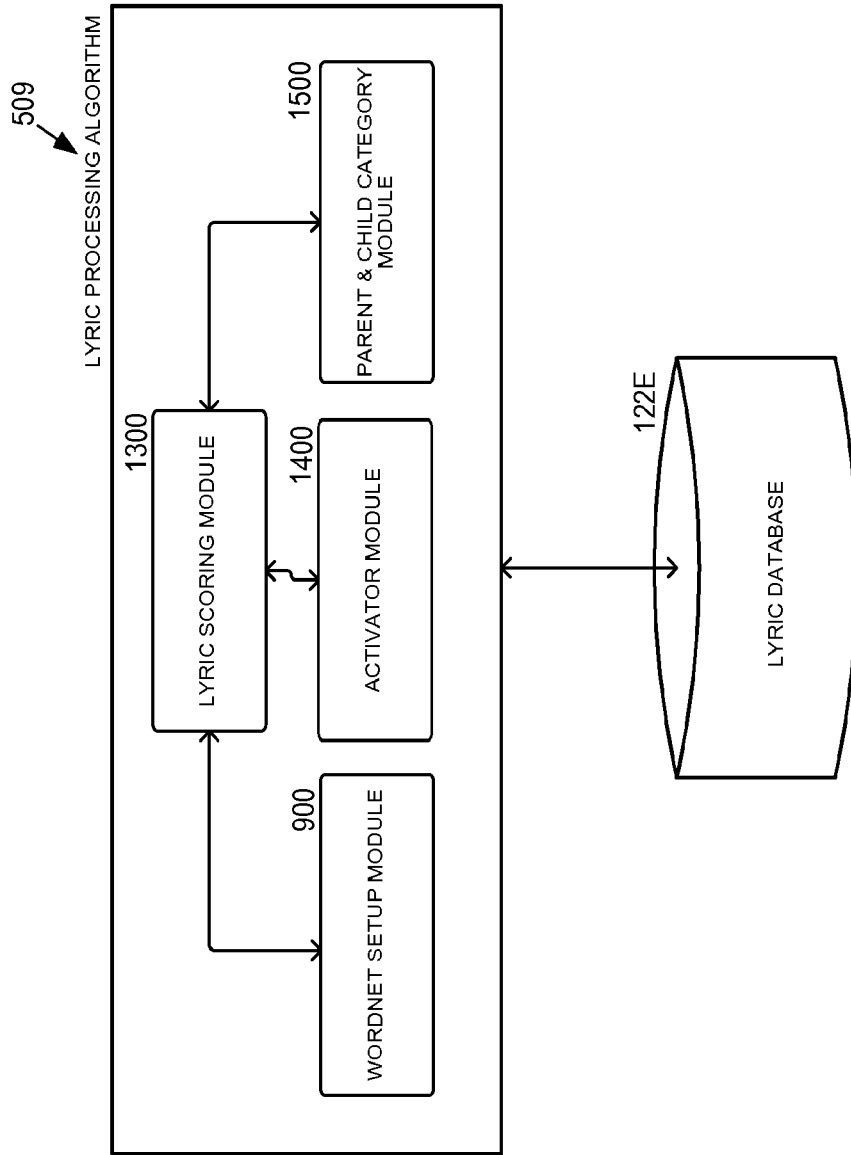 509
LYRIC PROCESSING ALGORITHM
1300
LYRIC SCORING MODULE
900
WORDNET SETUP MODULE
1400
ACTIVATOR MODULE
1500
PARENT & CHILD CATEGORY
MODULE
122E
LYRIC DATABASE